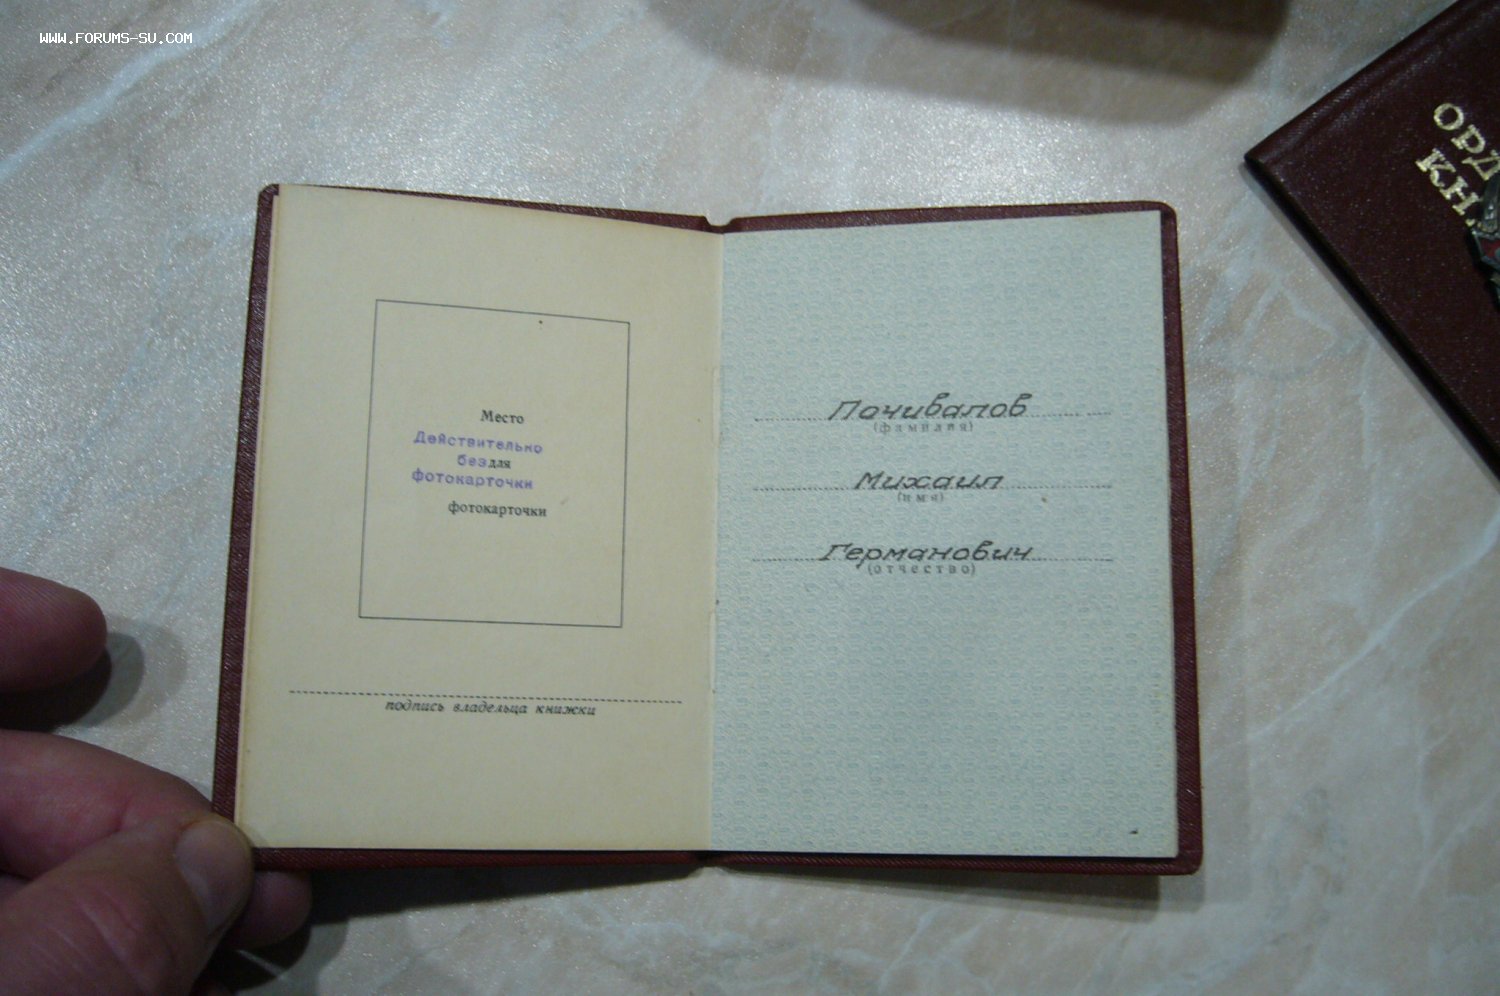 WWW.FORUMS-SU.COM
Место
Действительно
без для
фотокарточки
фотокарточки
подпись владельца книжки
Почивалов
(фамилия)
Михаил
(имя)
Германович
(отчество)